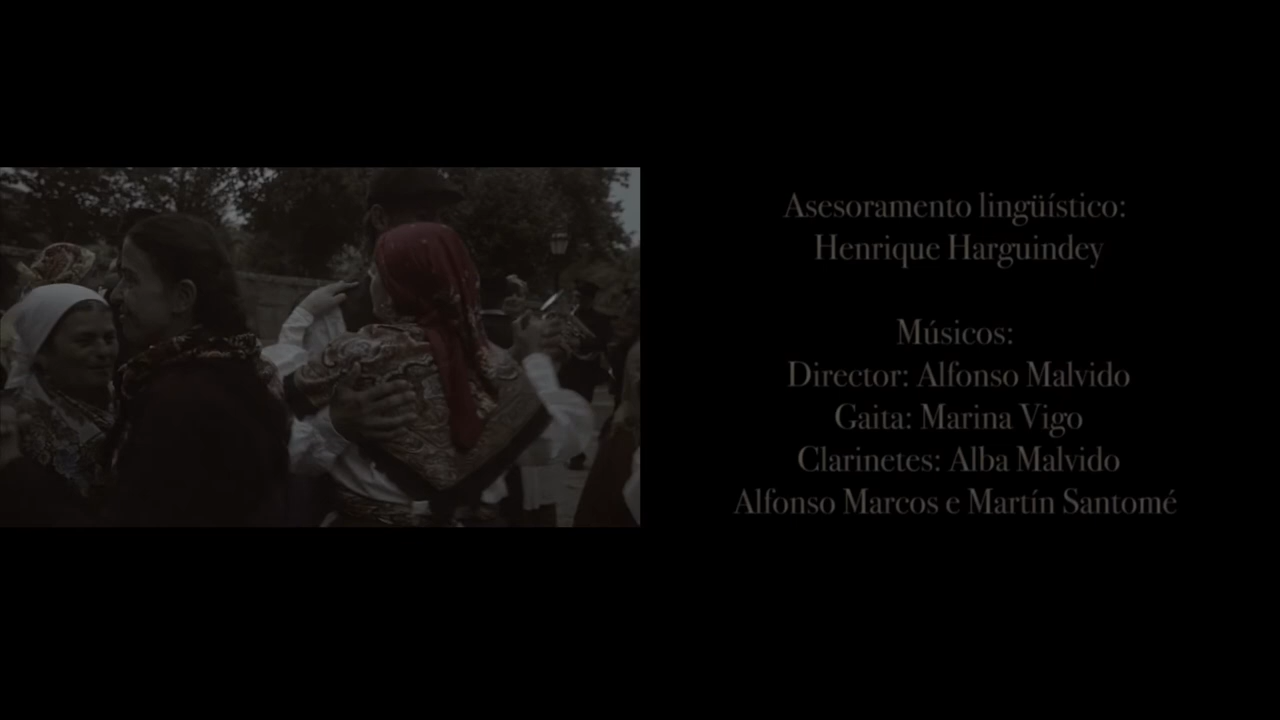 Asesoramento lingüístico:
Henrique Harguindey
Músicos:
Director: Alfonso Malvido
Gaita: Marina Vigo
Clarinetes: Alba Malvido
Alfonso Marcos e Martín Santomé